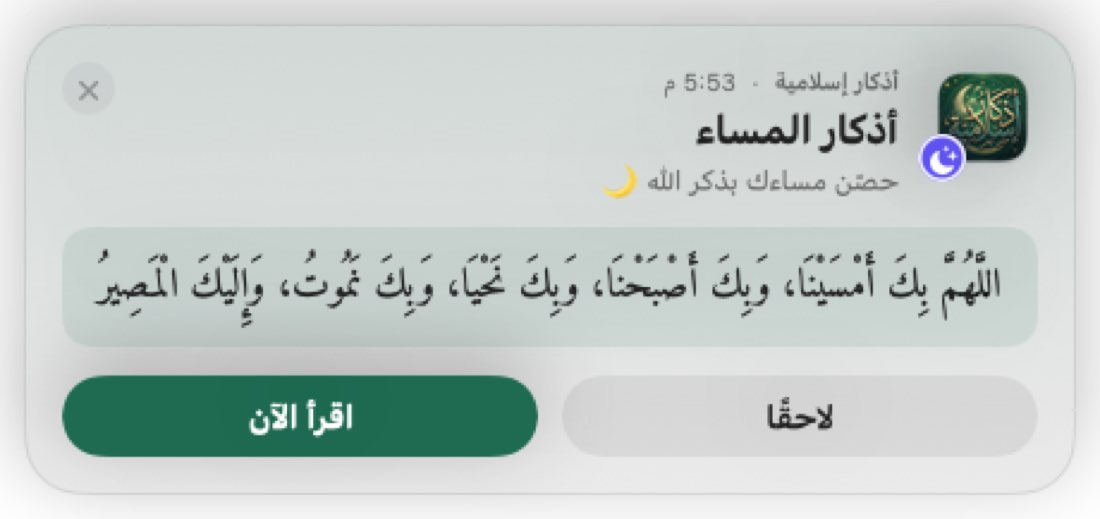 أذكار إسلامية · 5:53 م
أذكار المساء
حصّن مساءك بذكر الله 🌙
اللَّهُمَّ بِكَ أَمْسَيْنَا، وَبِكَ أَصْبَحْنَا، وَبِكَ نَحْيَا، وَبِكَ نَمُوتُ، وَإِلَيْكَ الْمَصِيرُ
لاحقًا
اقرأ الآن